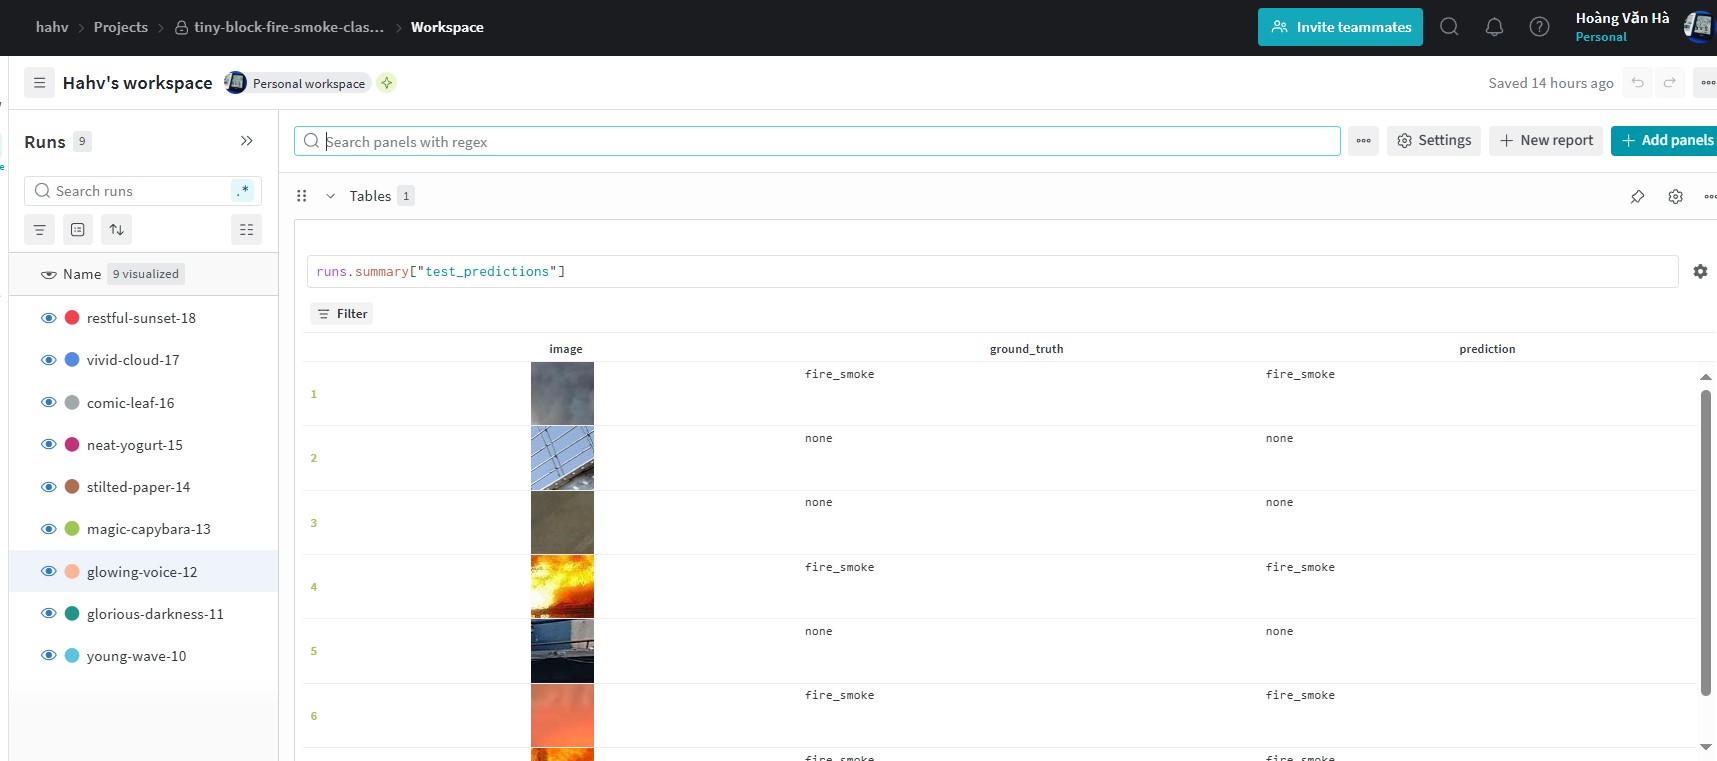 hahv > Projects > tiny-block-fire-smoke-clas... > Workspace
Invite teammates
Hoàng Văn Hà
Personal
Hahv's workspace
Personal workspace
Saved 14 hours ago
Runs 9
Search runs
.*
Name 9 visualized
restful-sunset-18
vivid-cloud-17
comic-leaf-16
neat-yogurt-15
stilted-paper-14
magic-capybara-13
glowing-voice-12
glorious-darkness-11
young-wave-10
Search panels with regex
Settings
New report
Add panels
Tables 1
runs.summary["test_predictions"]
Filter
image ground_truth prediction
1 fire_smoke fire_smoke
2 none none
3 none none
4 fire_smoke fire_smoke
5 none none
6 fire_smoke fire_smoke
fire_smoke fire_smoke